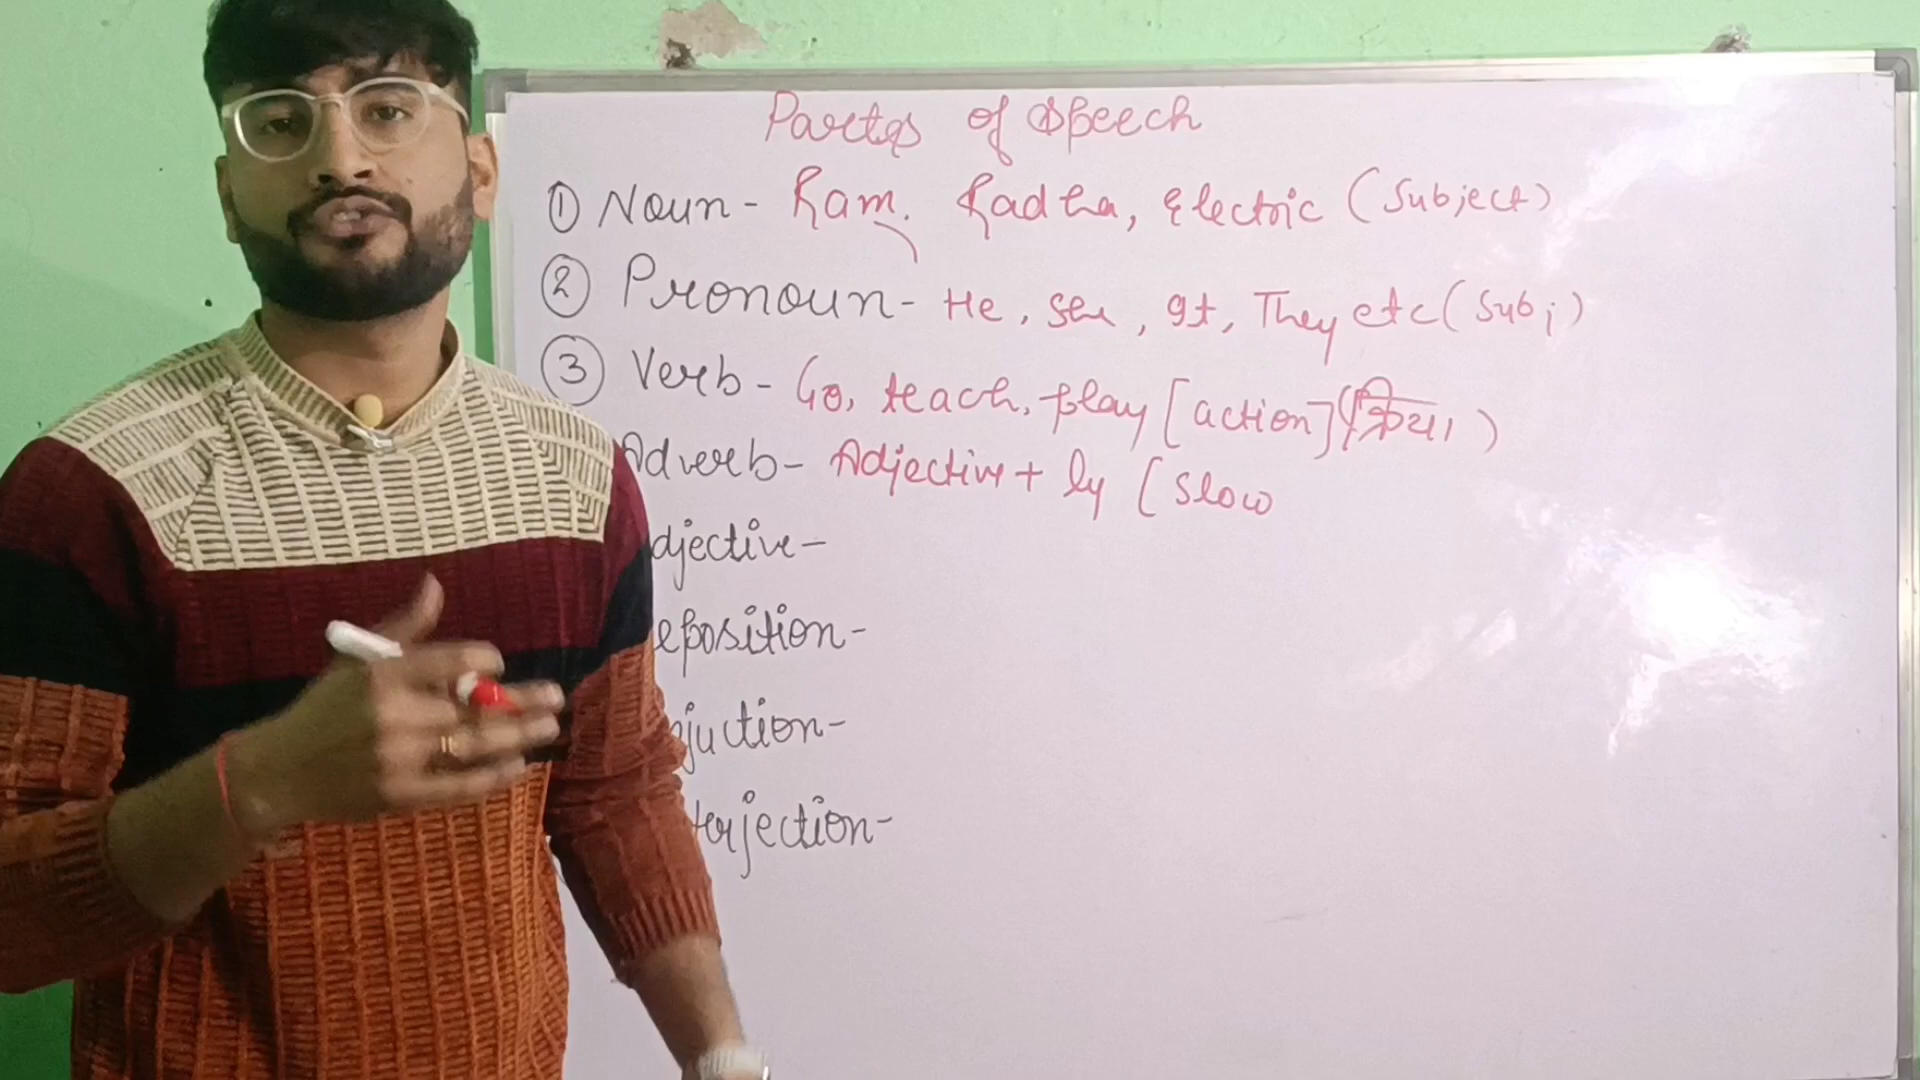 Parts of Speech
① Noun - Ram. Radha, Electric (Subject)
② Pronoun - He, She, It, They etc (Subj)
③ Verb - Go, teach, play [action] (क्रिया)
Adverb - Adjective + ly [Slow
djective -
eposition -
juction -
terjection -